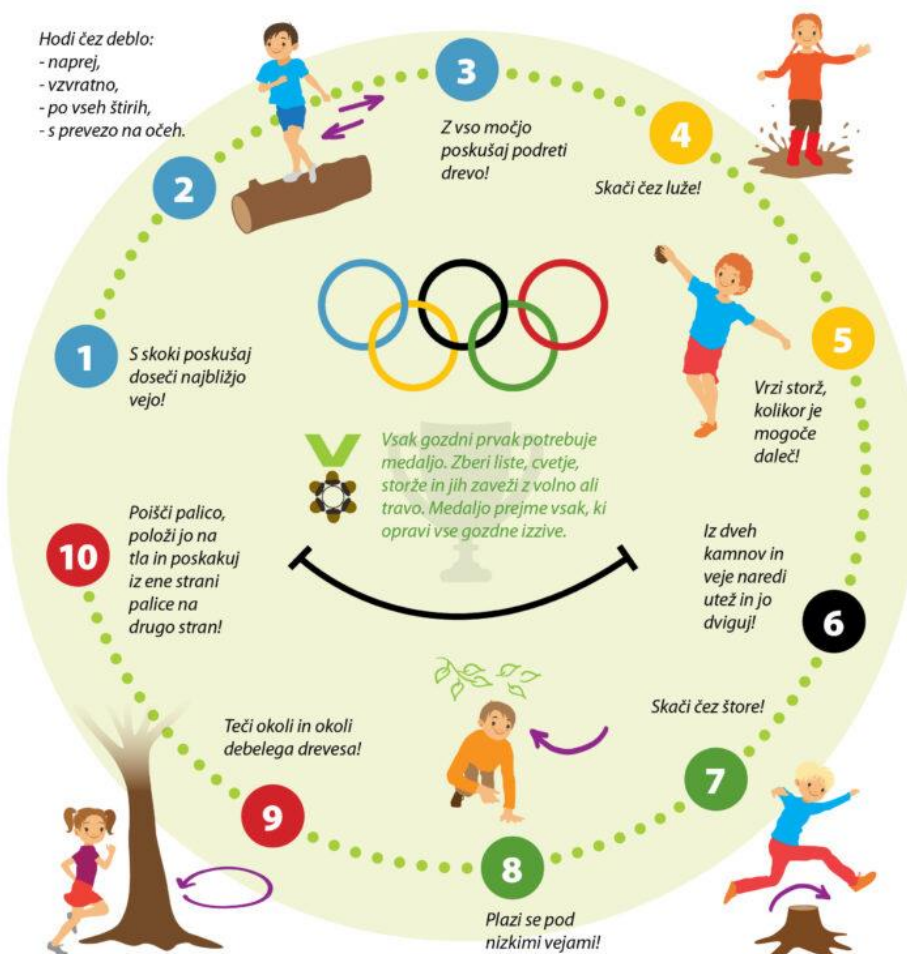 1
S skoki poskušaj
doseči najbližjo
vejo!
2
Hodi čez deblo:
- naprej,
- vzvratno,
- po vseh štirih,
- s prevezo na očeh.
3
Z vso močjo
poskušaj podreti
drevo!
4
Skači čez luže!
5
Vrzi storž,
kolikor je
mogoče
daleč!
6
Iz dveh
kamnov in
veje naredi
utež in jo
dviguj!
7
Skači čez štore!
8
Plazi se pod
nizkimi vejami!
9
Teči okoli in okoli
debelega drevesa!
10
Poišči palico,
položi jo na
tla in poskakuj
iz ene strani
palice na
drugo stran!
Vsak gozdni prvak potrebuje
medaljo. Zberi liste, cvetje,
storže in jih zaveži z volno ali
travo. Medaljo prejme vsak, ki
opravi vse gozdne izzive.